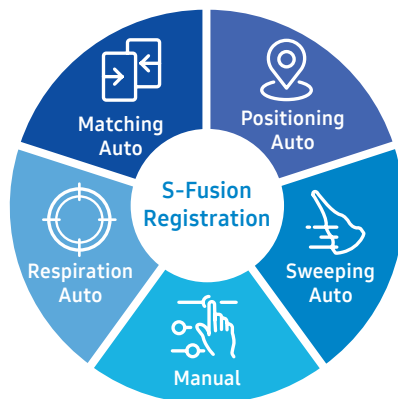 Matching
Auto
Positioning
Auto
S-Fusion
Registration
Respiration
Auto
Sweeping
Auto
Manual